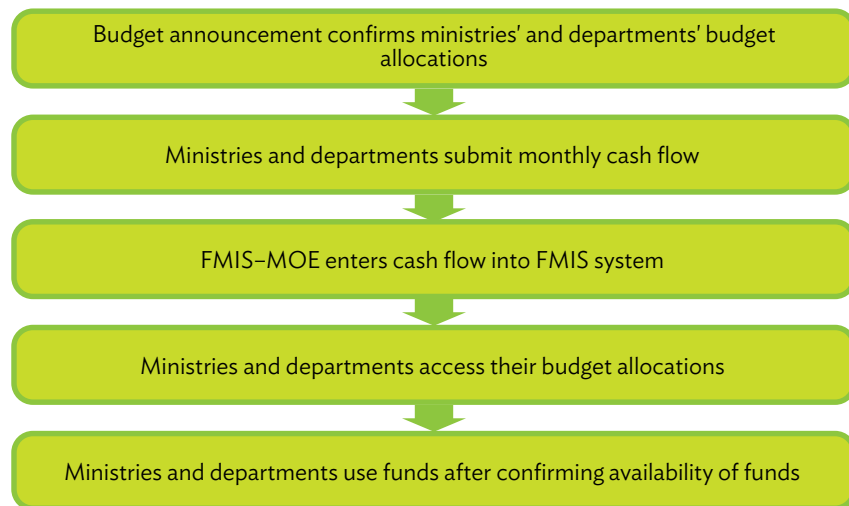 Budget announcement confirms ministries' and departments' budget
allocations
Ministries and departments submit monthly cash flow
FMIS–MOE enters cash flow into FMIS system
Ministries and departments access their budget allocations
Ministries and departments use funds after confirming availability of funds